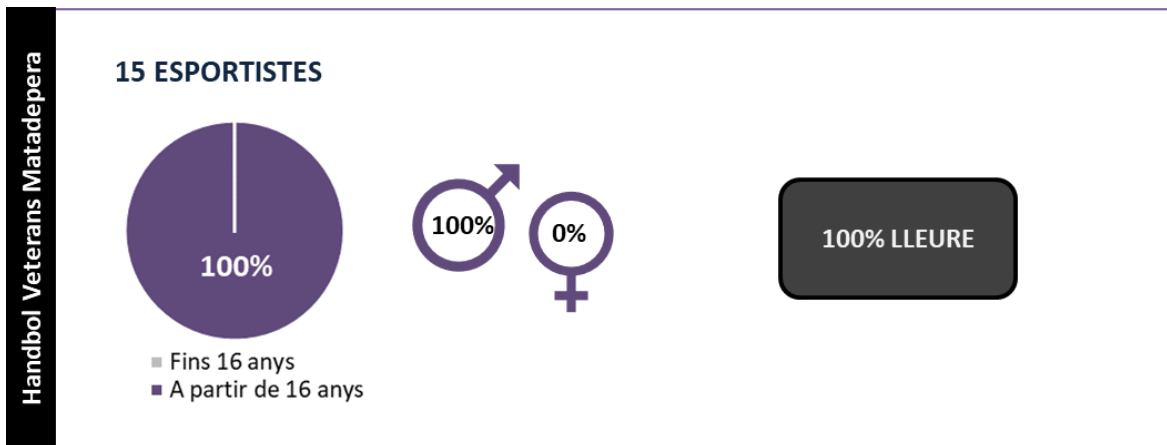 Handbol Veterans Matadepera
15 ESPORTISTES
100%
Fins 16 anys
A partir de 16 anys
100%
0%
100% LLEURE